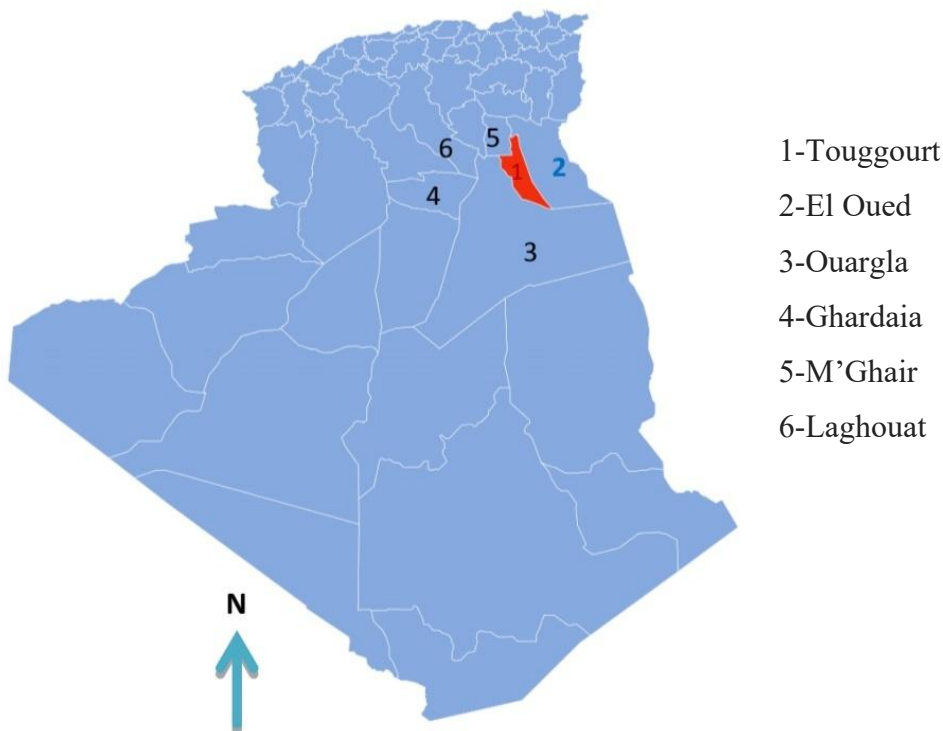 5
6
1
2
4
3
N
1-Touggourt
2-El Oued
3-Ouargla
4-Ghardaia
5-M’Ghair
6-Laghouat